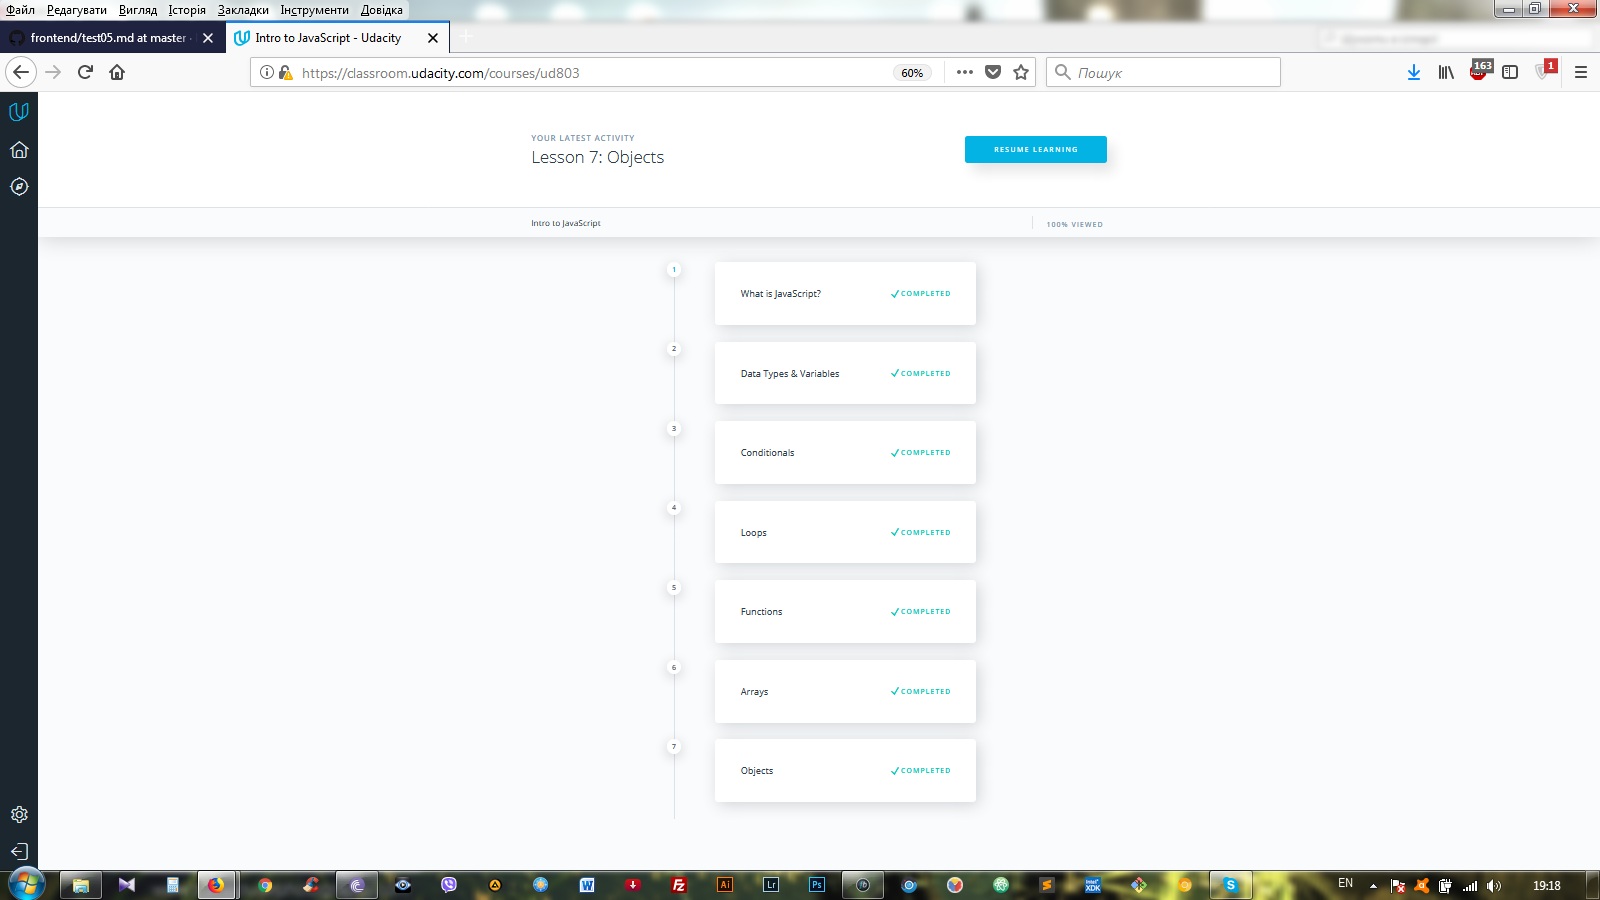 Файл Редагувати Вигляд Історія Закладки Інструменти Довідка
frontend/test05.md at master
Intro to JavaScript - Udacity
https://classroom.udacity.com/courses/ud803
60%
Пошук
163
1
YOUR LATEST ACTIVITY
Lesson 7: Objects
RESUME LEARNING
Intro to JavaScript
100% VIEWED
1
What is JavaScript?
COMPLETED
2
Data Types & Variables
COMPLETED
3
Conditionals
COMPLETED
4
Loops
COMPLETED
5
Functions
COMPLETED
6
Arrays
COMPLETED
7
Objects
COMPLETED
EN
19:18